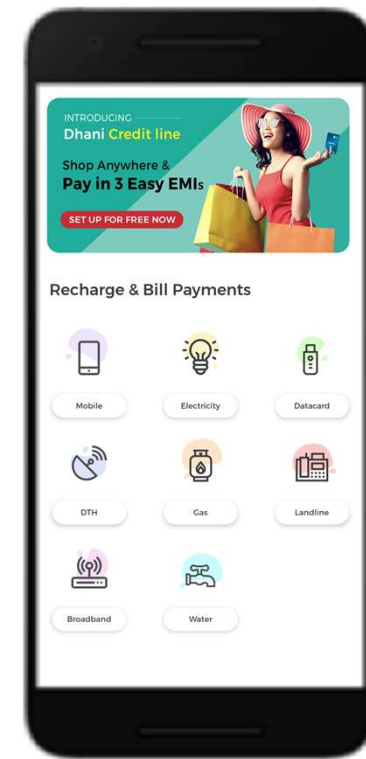 INTRODUCING
Dhani Credit line
Shop Anywhere &
Pay in 3 Easy EMIs
SET UP FOR FREE NOW
Recharge & Bill Payments
Mobile
Electricity
Datacard
DTH
Gas
Landline
Broadband
Water